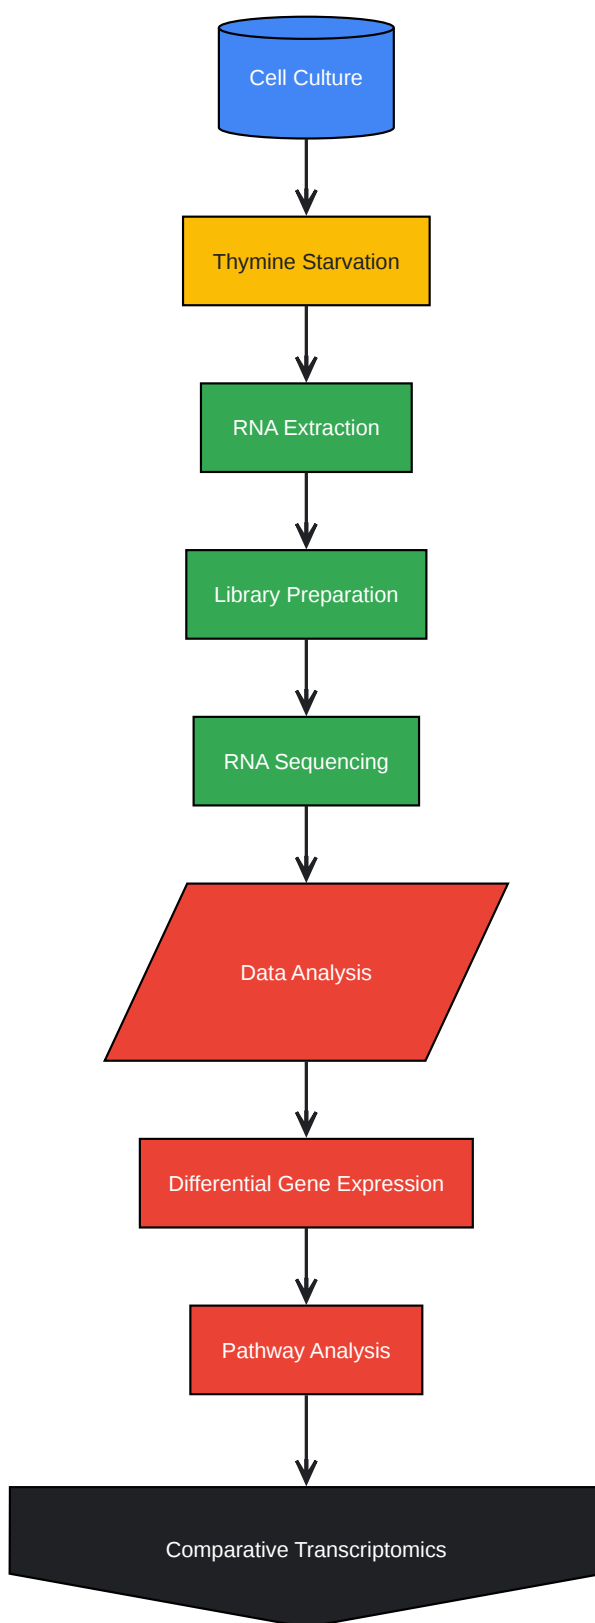 Cell Culture
Thymine Starvation
RNA Extraction
Library Preparation
RNA Sequencing
Data Analysis
Differential Gene Expression
Pathway Analysis
Comparative Transcriptomics